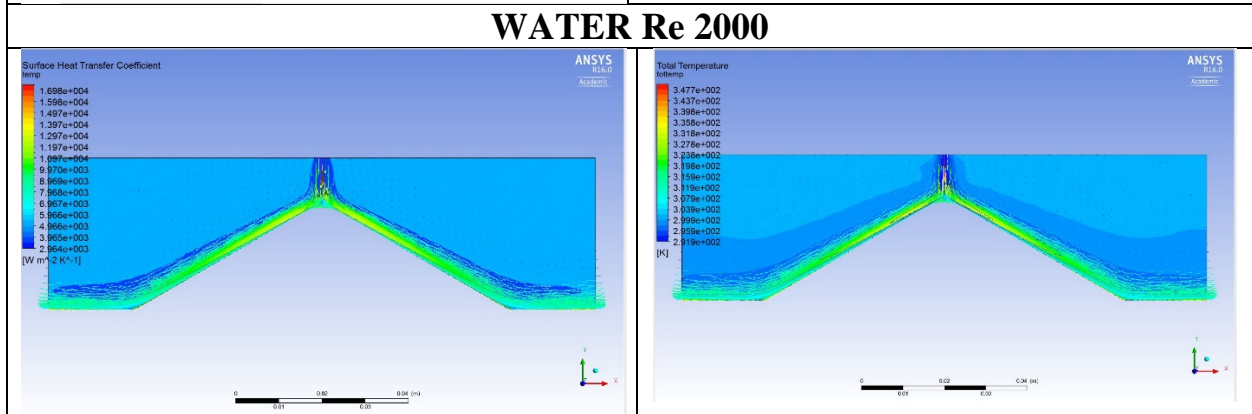 WATER Re 2000
Surface Heat Transfer Coefficient
temp
1.698e+004
1.598e+004
1.497e+004
1.397e+004
1.297e+004
1.197e+004
1.097e+004
9.970e+003
8.969e+003
7.968e+003
6.967e+003
5.966e+003
4.966e+003
3.965e+003
2.964e+003
[W m^-2 K^-1]
ANSYS
R16.0
Academic
Y
X
0
0.02
0.04 (m)
0.01
0.03
Total Temperature
3.477e+002
3.437e+002
3.398e+002
3.358e+002
3.318e+002
3.278e+002
3.238e+002
3.198e+002
3.159e+002
3.119e+002
3.079e+002
3.039e+002
2.999e+002
2.959e+002
2.919e+002
[K]
ANSYS
R16.0
Academic
Y
X
0
0.02
0.04 (m)
0.01
0.03